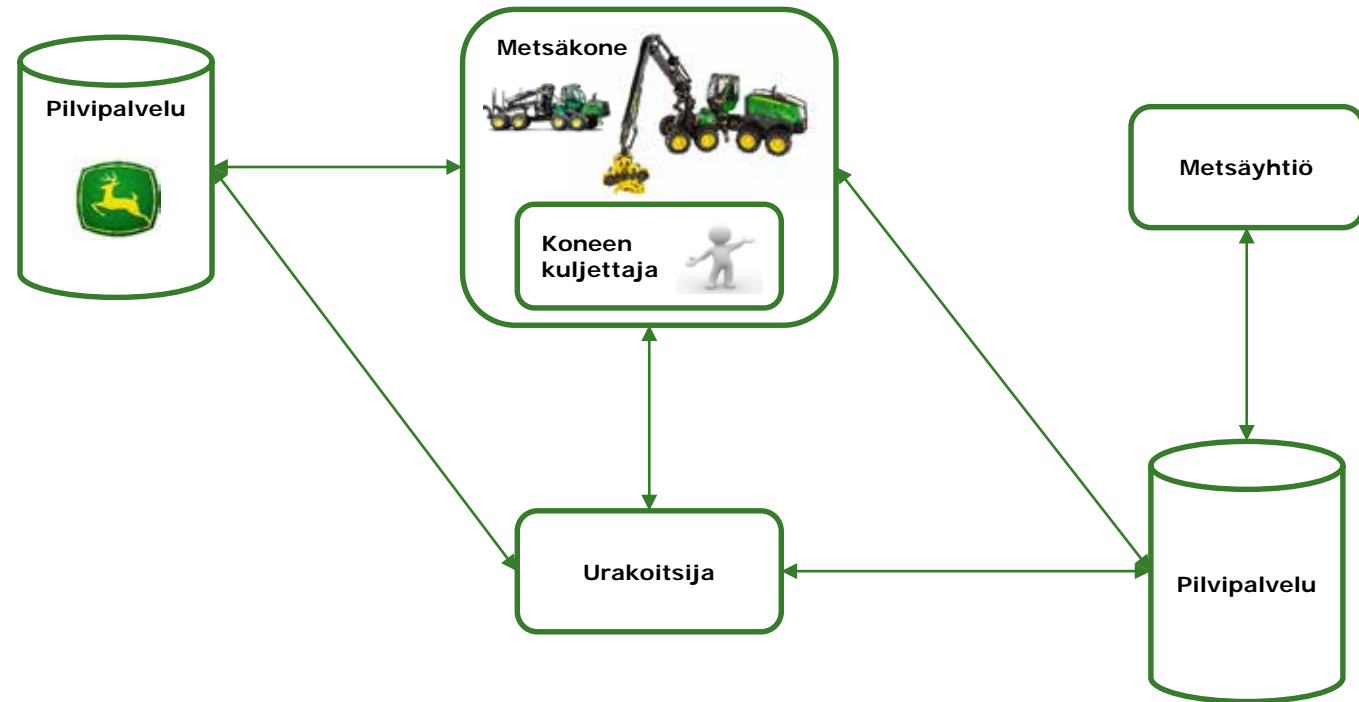 Pilvipalvelu
Metsäkone
Koneen
kuljettaja
Metsäyhtiö
Urakoitsija
Pilvipalvelu